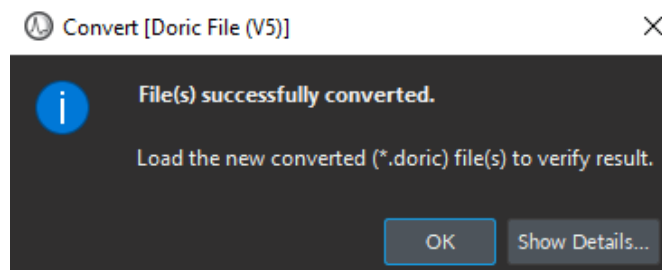 Convert [Doric File (V5)]
File(s) successfully converted.
Load the new converted (*.doric) file(s) to verify result.
OK
Show Details...